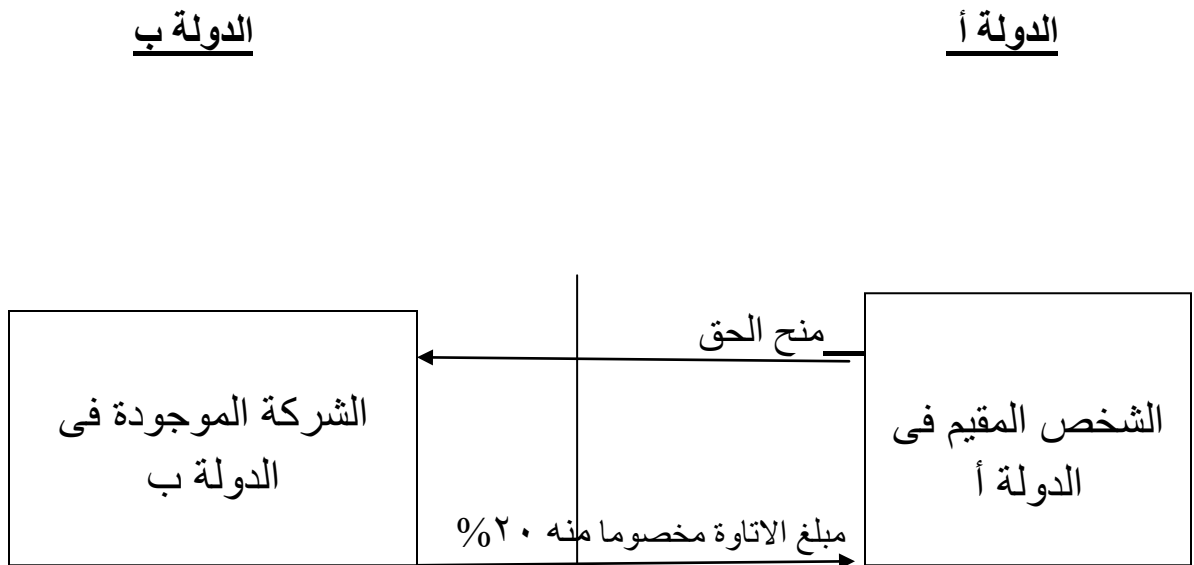 الدولة أ
الدولة ب
منح الحق
الشخص المقيم فى
الدولة أ
الشركة الموجودة فى
الدولة ب
مبلغ الاتاوة مخصوما منه ٢٠%